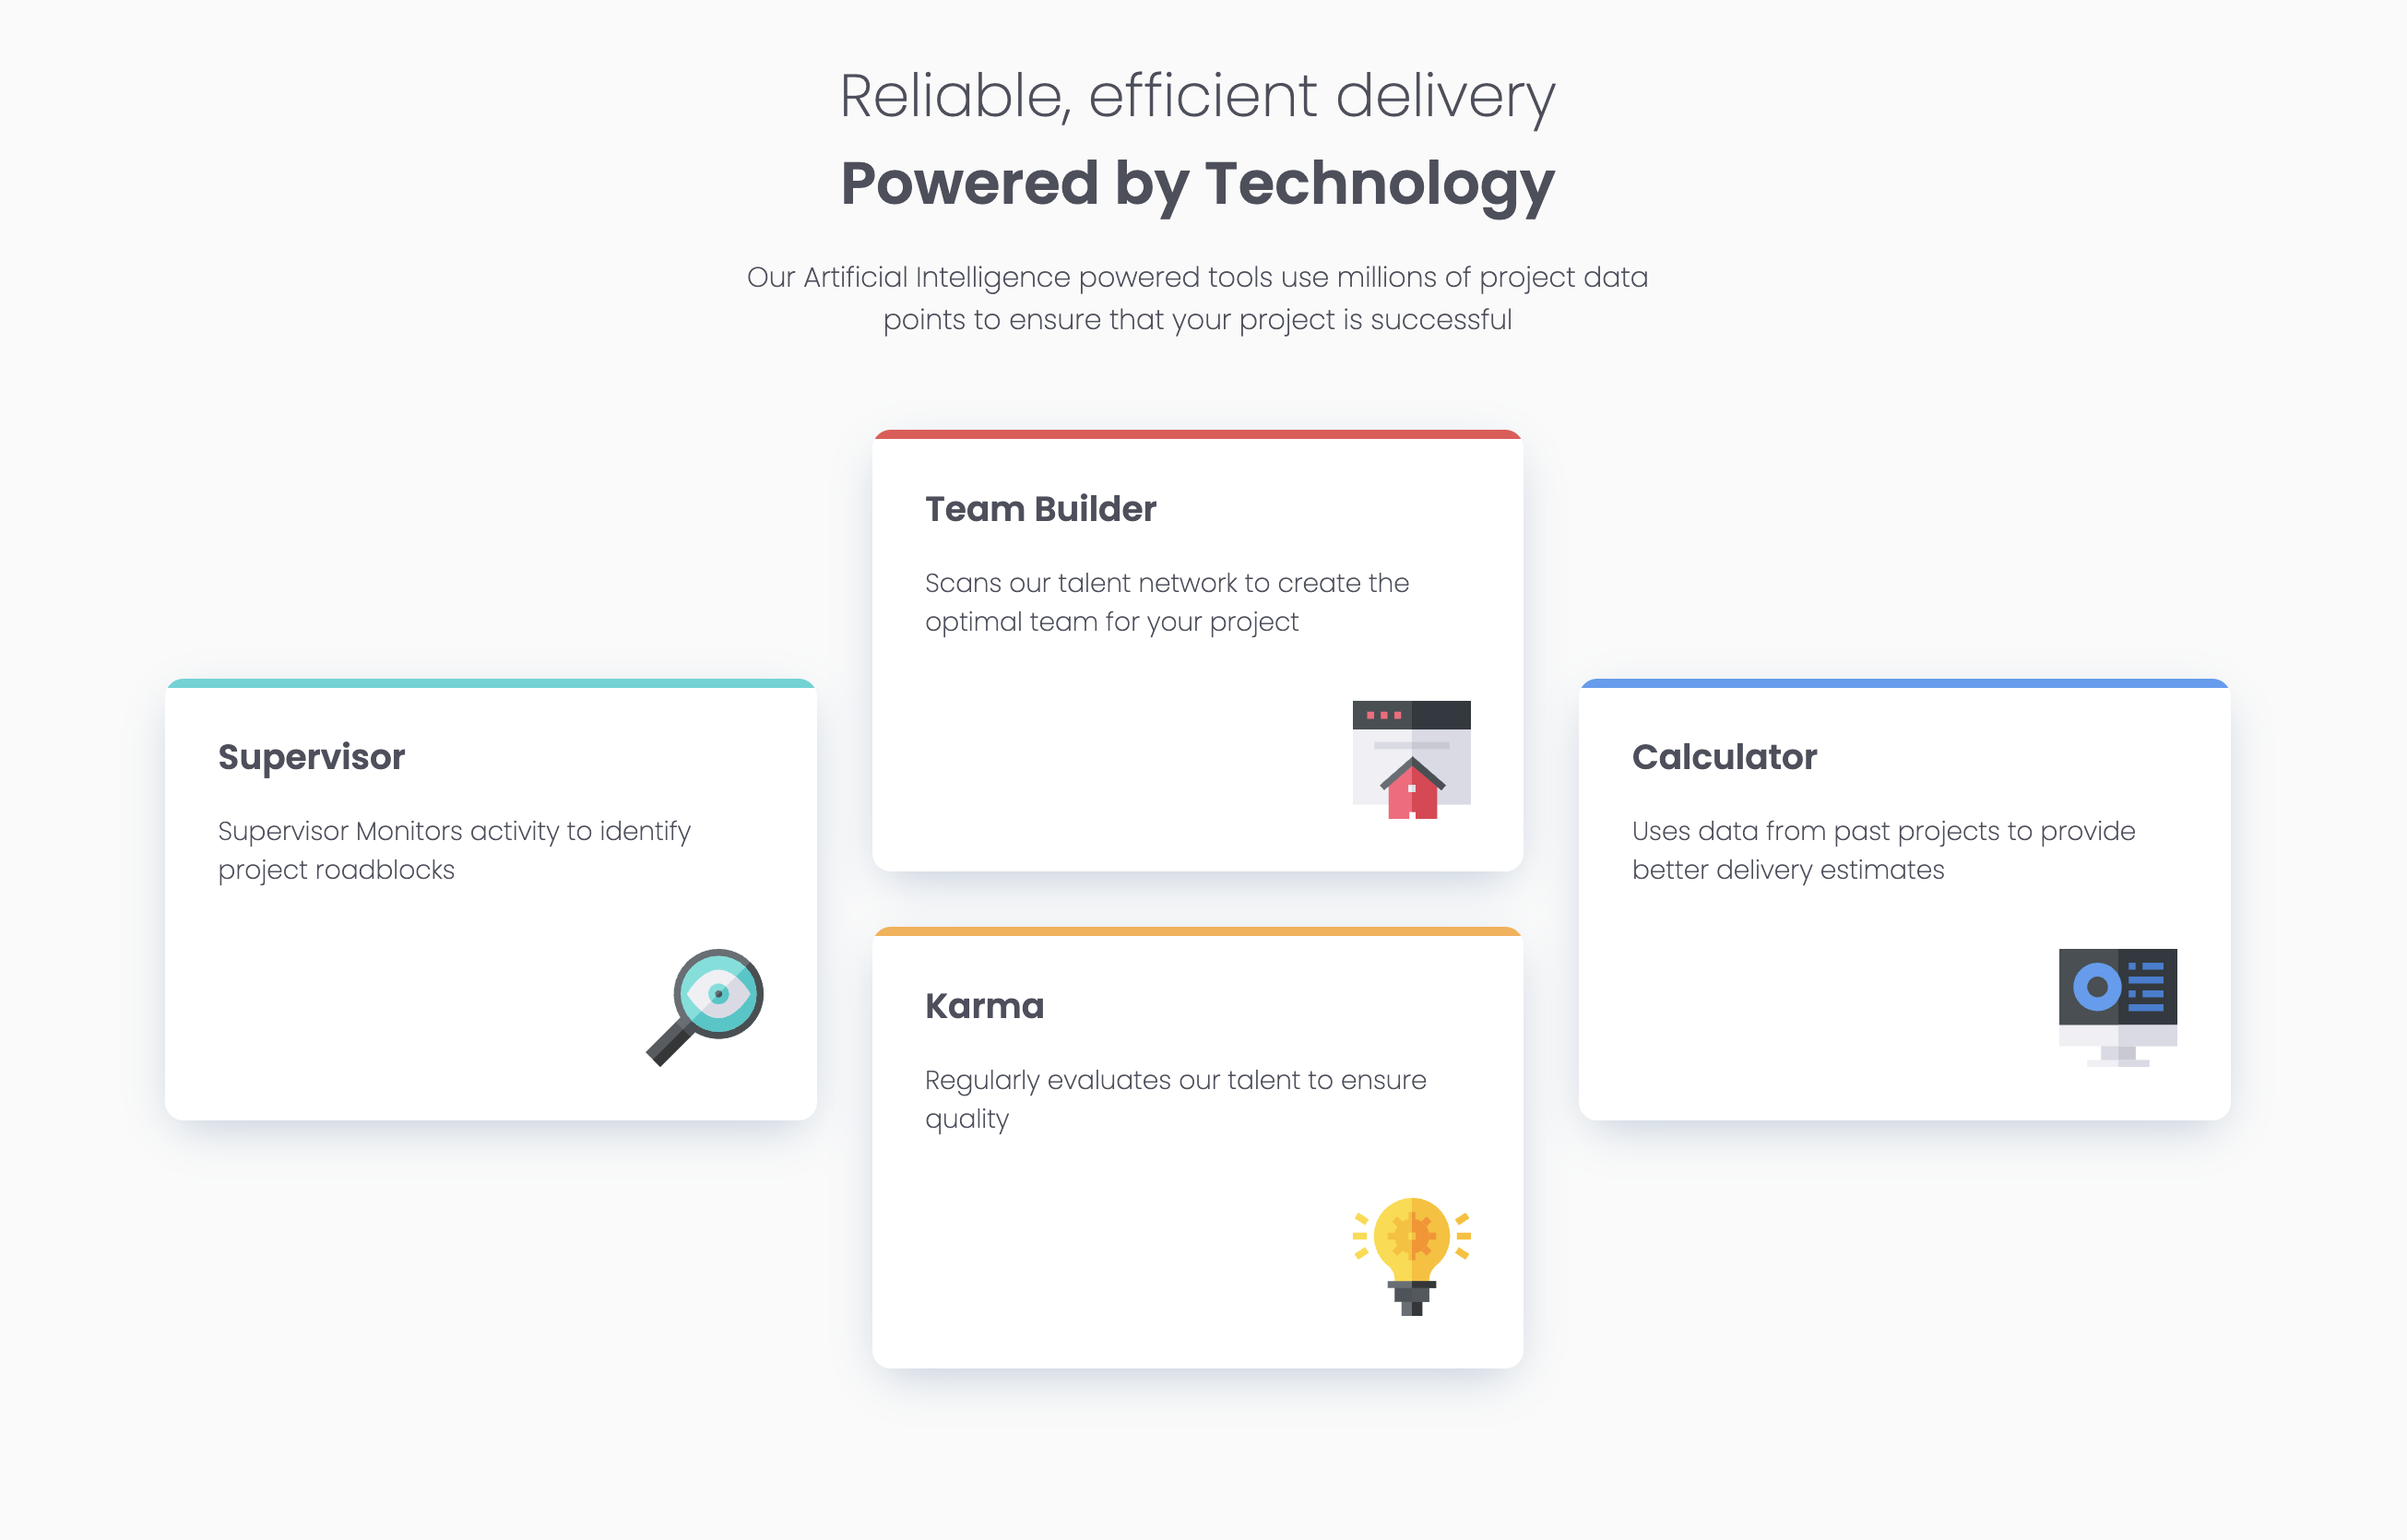 Reliable, efficient delivery
Powered by Technology
Our Artificial Intelligence powered tools use millions of project data
points to ensure that your project is successful
Supervisor
Supervisor Monitors activity to identify
project roadblocks
Team Builder
Scans our talent network to create the
optimal team for your project
Karma
Regularly evaluates our talent to ensure
quality
Calculator
Uses data from past projects to provide
better delivery estimates